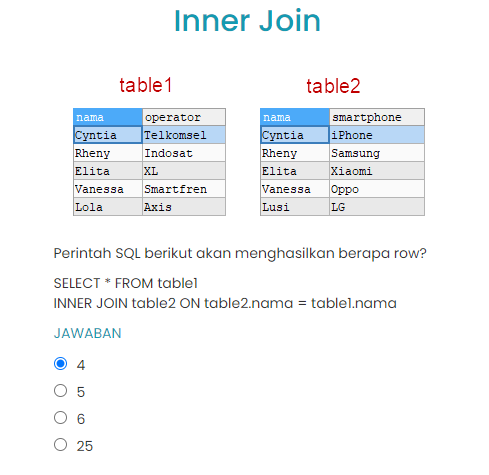 Inner Join
table1 table2
nama operator nama smartphone
Cyntia Telkomsel Cyntia iPhone
Rheny Indosat Rheny Samsung
Elita XL Elita Xiaomi
Vanessa Smartfren Vanessa Oppo
Lola Axis Lusi LG
Perintah SQL berikut akan menghasilkan berapa row?
SELECT * FROM table1
INNER JOIN table2 ON table2.nama = table1.nama
JAWABAN
4
5
6
25